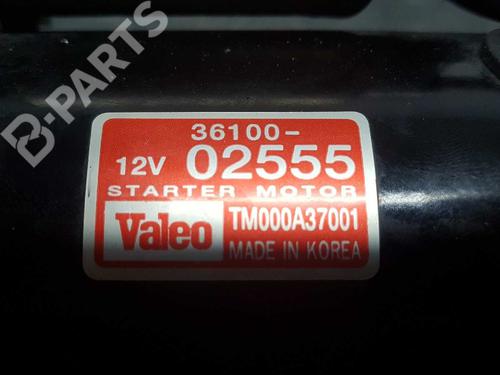 B-PARTS
36100-
12V 02555
STARTER MOTOR
Valeo TM000A37001
MADE IN KOREA